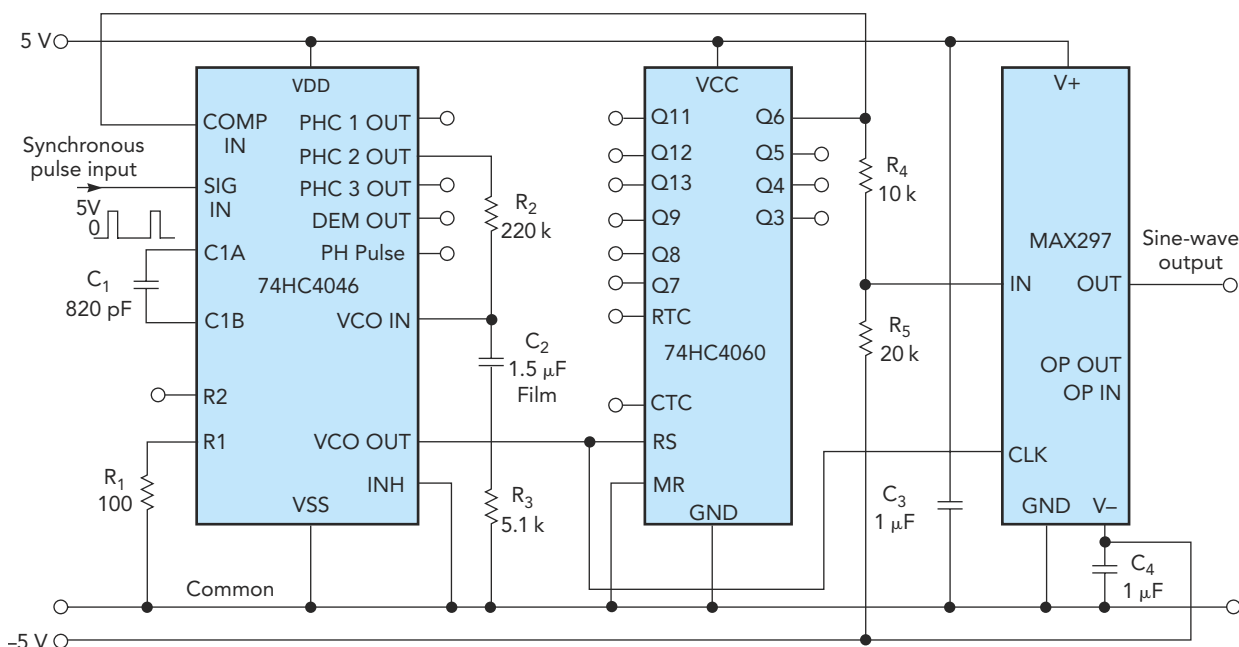 5 V
VDD
COMP
IN
PHC 1 OUT
PHC 2 OUT
Synchronous
pulse input
SIG
IN
PHC 3 OUT
5V
0
DEM OUT
C1A
PH Pulse
74HC4046
C1
820 pF
C1B
VCO IN
R2
R1
VCO OUT
INH
VSS
R1
100
R2
220 k
C2
1.5 μF
Film
R3
5.1 k
VCC
Q11
Q6
Q12
Q5
Q13
Q4
Q9
Q3
Q8
Q7
RTC
74HC4060
CTC
RS
MR
GND
R4
10 k
R5
20 k
C3
1 μF
V+
MAX297
IN
OUT
Sine-wave
output
OP OUT
OP IN
CLK
GND
V–
C4
1 μF
Common
–5 V